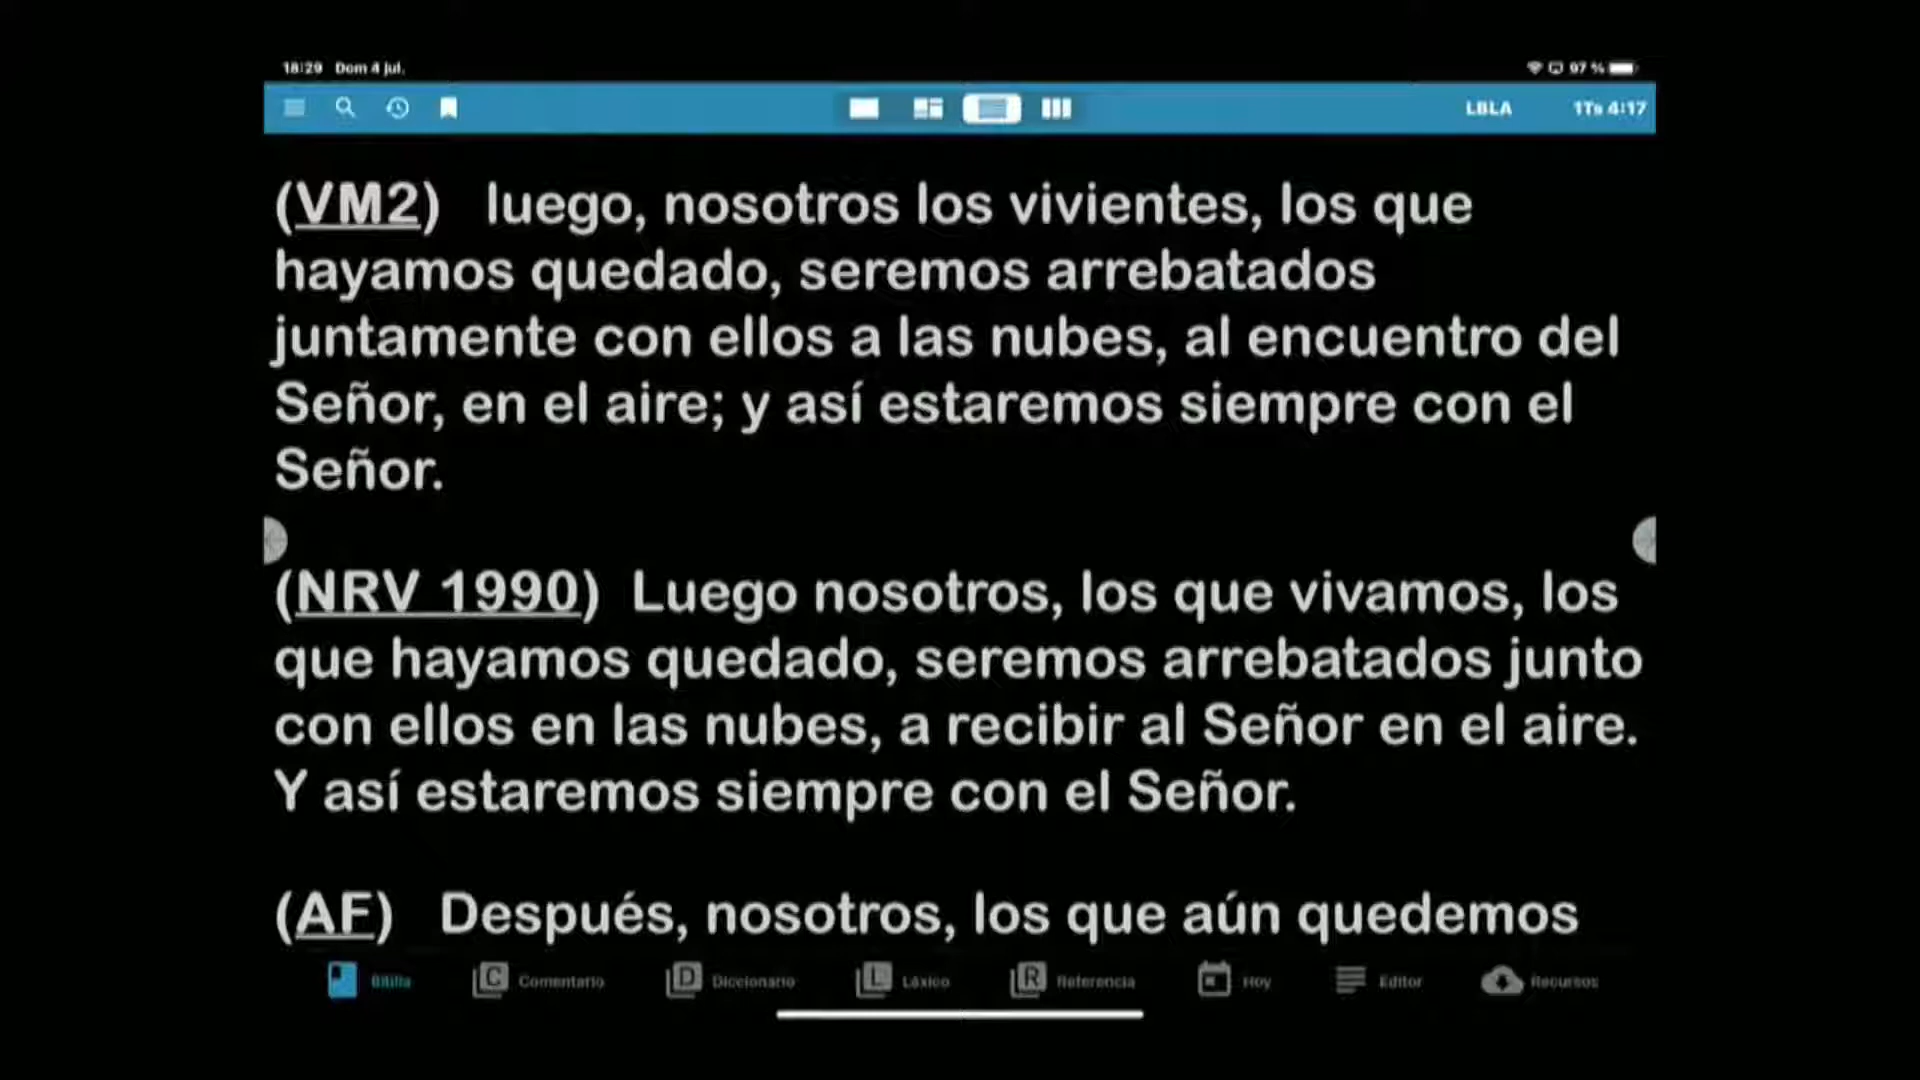 18:29 Dom 4 jul. 97 %
LBLA 1Ts 4:17
(VM2) luego, nosotros los vivientes, los que
hayamos quedado, seremos arrebatados
juntamente con ellos a las nubes, al encuentro del
Señor, en el aire; y así estaremos siempre con el
Señor.
(NRV 1990) Luego nosotros, los que vivamos, los
que hayamos quedado, seremos arrebatados junto
con ellos en las nubes, a recibir al Señor en el aire.
Y así estaremos siempre con el Señor.
(AF) Después, nosotros, los que aún quedemos
Biblia C Comentario D Diccionario L Léxico R Referencia Hoy Editor Recursos